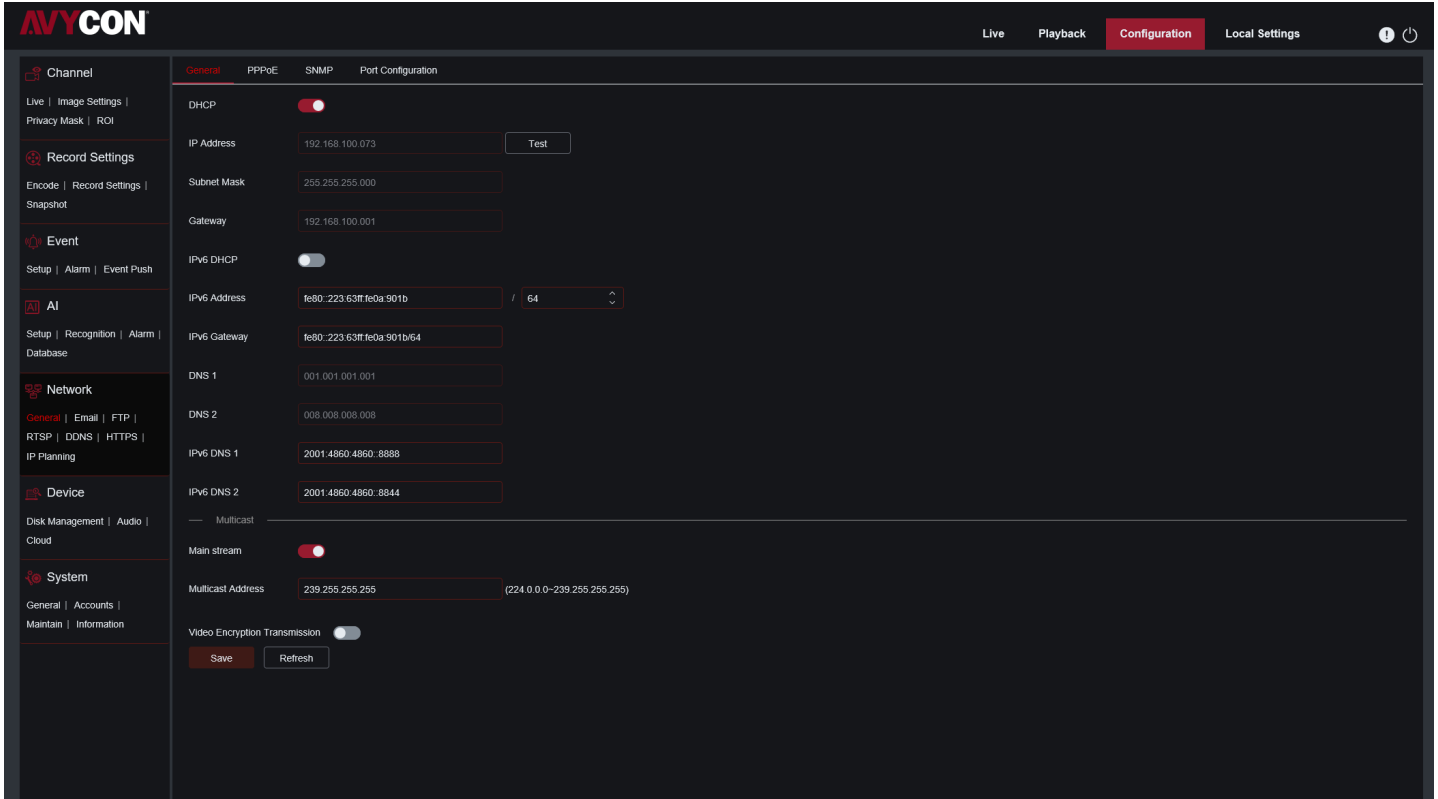 AVYCON
Live Playback Configuration Local Settings
Channel
Live | Image Settings |
Privacy Mask | ROI
Record Settings
Encode | Record Settings |
Snapshot
Event
Setup | Alarm | Event Push
AI AI
Setup | Recognition | Alarm |
Database
Network
General | Email | FTP |
RTSP | DDNS | HTTPS |
IP Planning
Device
Disk Management | Audio |
Cloud
System
General | Accounts |
Maintain | Information
General PPPoE SNMP Port Configuration
DHCP
IP Address 192.168.100.073 Test
Subnet Mask 255.255.255.000
Gateway 192.168.100.001
IPv6 DHCP
IPv6 Address fe80::223:63ff:fe0a:901b / 64
IPv6 Gateway fe80::223:63ff:fe0a:901b/64
DNS 1 001.001.001.001
DNS 2 008.008.008.008
IPv6 DNS 1 2001:4860:4860::8888
IPv6 DNS 2 2001:4860:4860::8844
Multicast
Main stream
Multicast Address 239.255.255.255 (224.0.0.0~239.255.255.255)
Video Encryption Transmission
Save Refresh